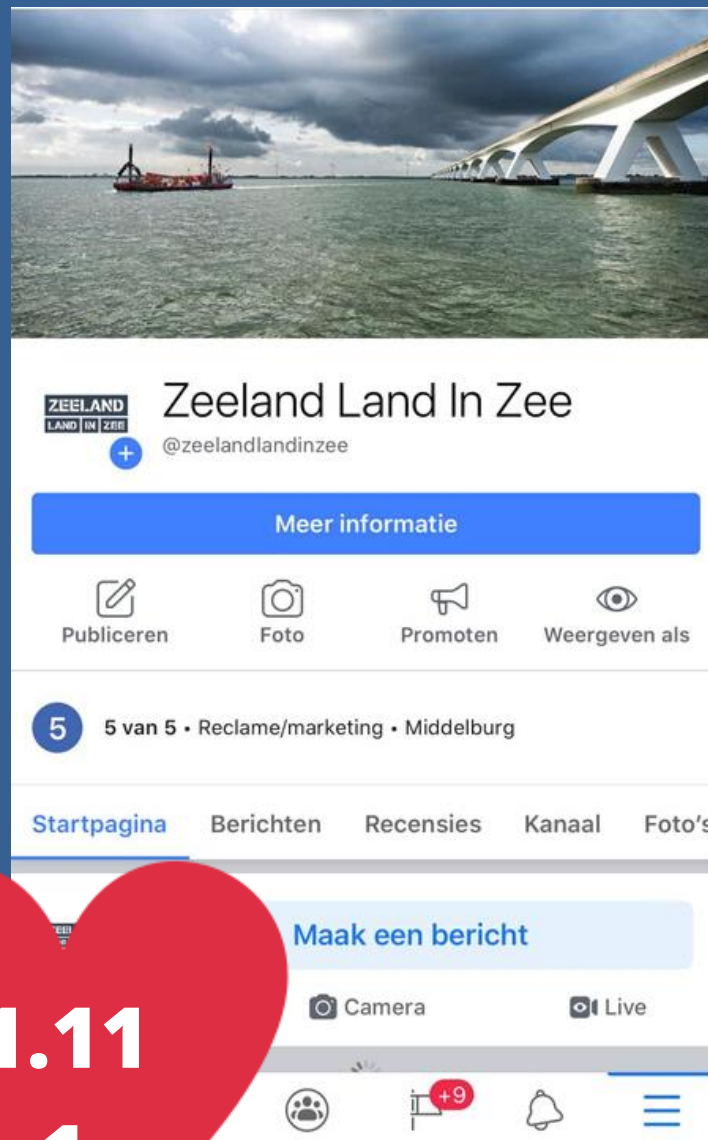 ZEELAND
LAND IN ZEE
Zeeland Land In Zee
@zeelandlandinzee
Meer informatie
Publiceren Foto Promoten Weergeven als
5 5 van 5 • Reclame/marketing • Middelburg
Startpagina Berichten Recensies Kanaal Foto's
Maak een bericht
Camera Live
+9